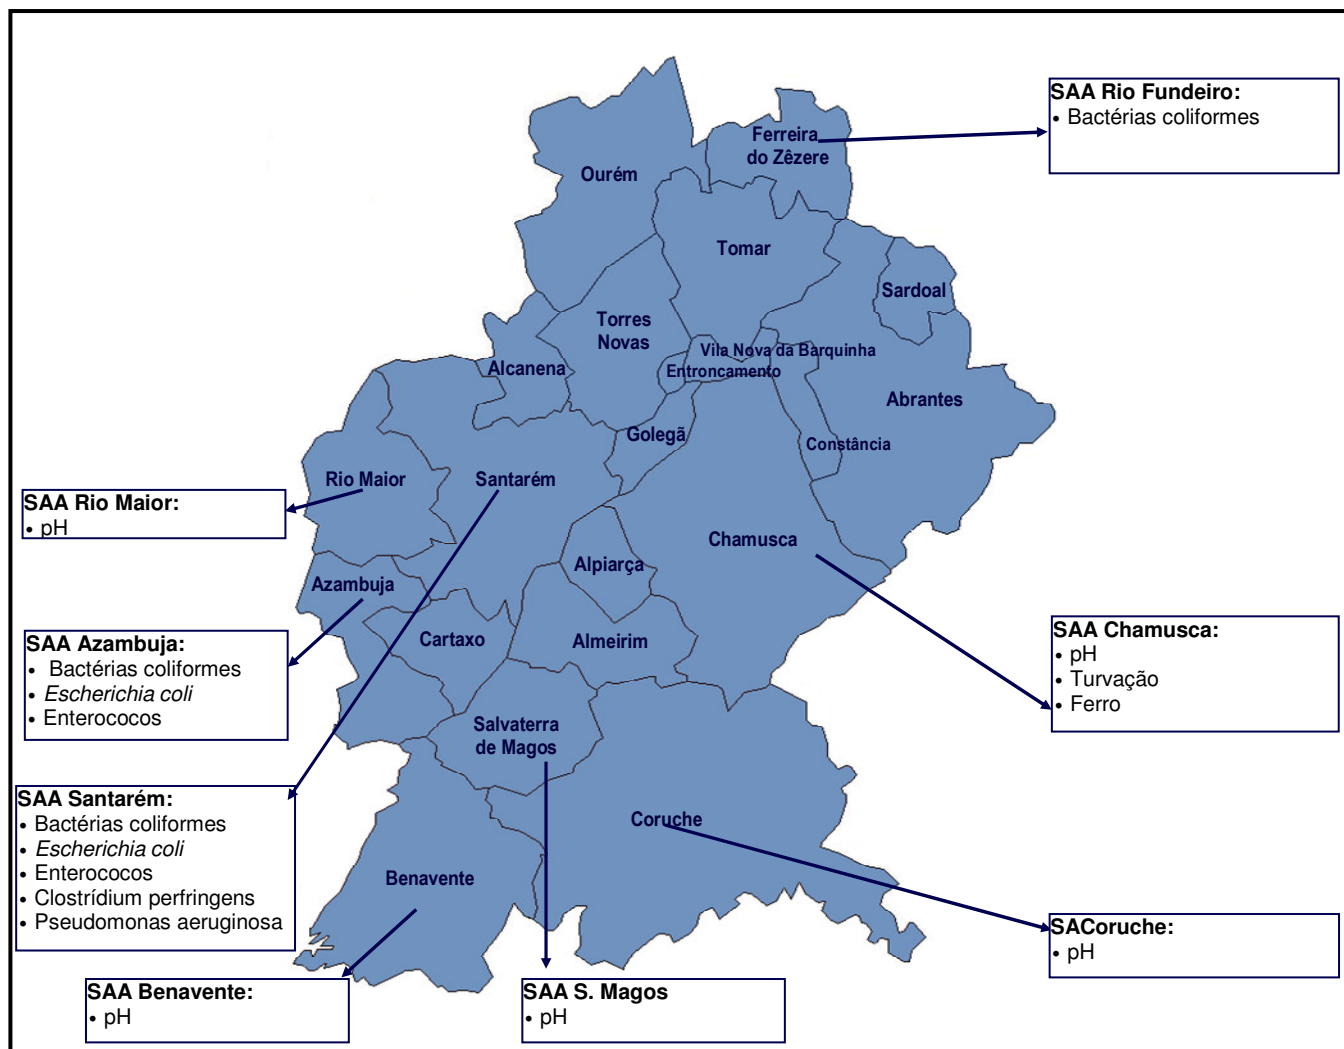 SAA Rio Fundeiro:
• Bactérias coliformes
Ferreira
do Zêzere
Ourém
Tomar
Sardoal
Torres
Novas
Vila Nova da Barquinha
Alcanena
Entroncamento
Abrantes
Golegã
Constância
Rio Maior
Santarém
SAA Rio Maior:
• pH
Chamusca
Alpiarça
Azambuja
Cartaxo
Almeirim
SAA Azambuja:
• Bactérias coliformes
• Escherichia coli
• Enterococos
SAA Chamusca:
• pH
• Turvação
• Ferro
Salvaterra
de Magos
SAA Santarém:
• Bactérias coliformes
• Escherichia coli
• Enterococos
• Clostrídium perfringens
• Pseudomonas aeruginosa
Coruche
Benavente
SACoruche:
• pH
SAA Benavente:
• pH
SAA S. Magos
• pH